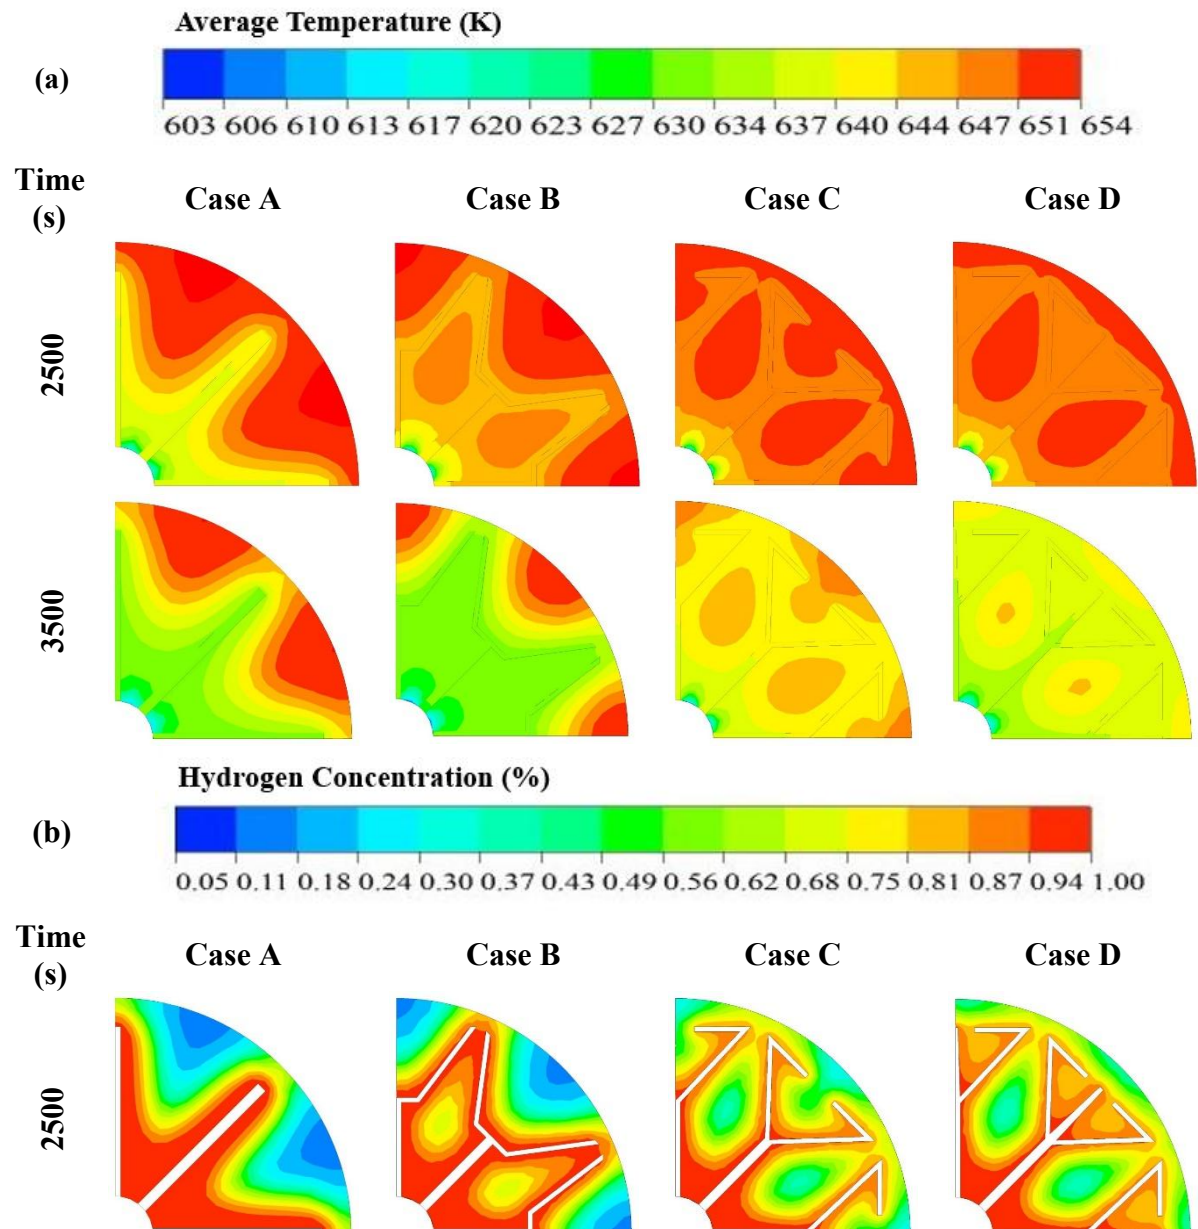 Average Temperature (K)
(a)
603 606 610 613 617 620 623 627 630 634 637 640 644 647 651 654
Time
(s)
Case A Case B Case C Case D
2500
3500
Hydrogen Concentration (%)
(b)
0.05 0.11 0.18 0.24 0.30 0.37 0.43 0.49 0.56 0.62 0.68 0.75 0.81 0.87 0.94 1.00
Time
(s)
Case A Case B Case C Case D
2500